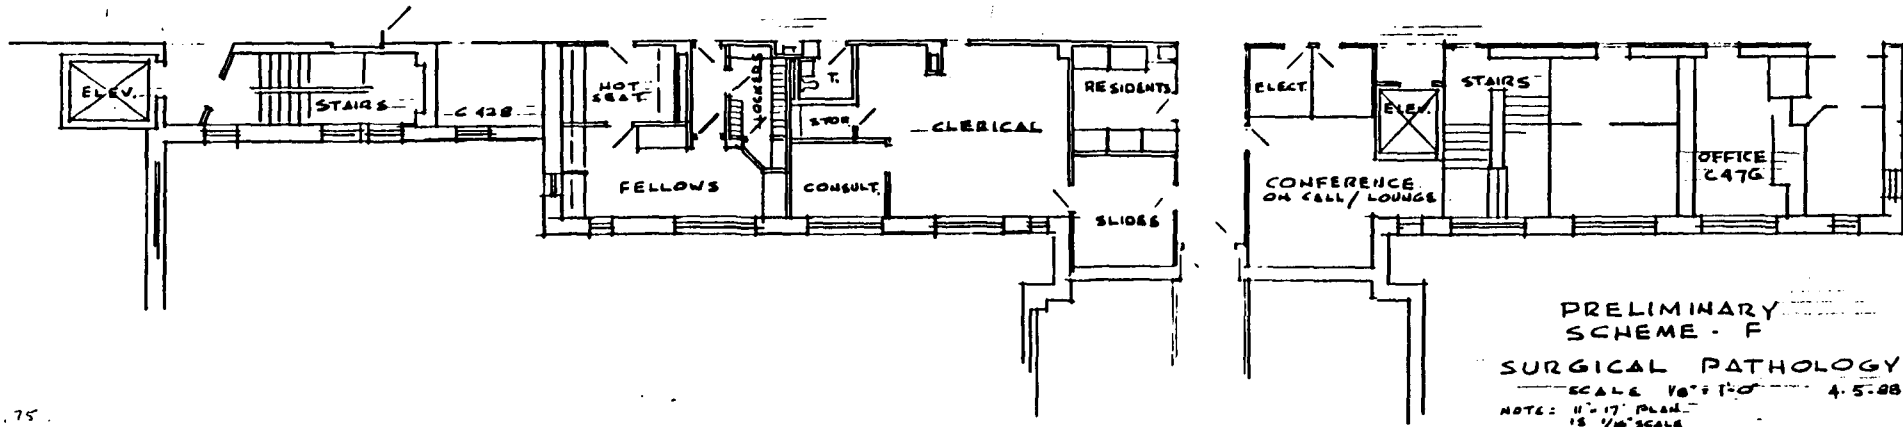 ELEV.
STAIRS
C 428
HOT
SEAT
LOCKERS
T.
STOR
CLERICAL
RESIDENTS
FELLOWS
CONSULT.
SLIDES
ELECT.
ELEV.
STAIRS
CONFERENCE
ON CALL / LOUNGE
OFFICE
C47G
PRELIMINARY
SCHEME - F
SURGICAL PATHOLOGY
SCALE 1/8" = 1'-0" 4-5-88
NOTE: 11"-17" PLAN
IS 1/16" SCALE
.75